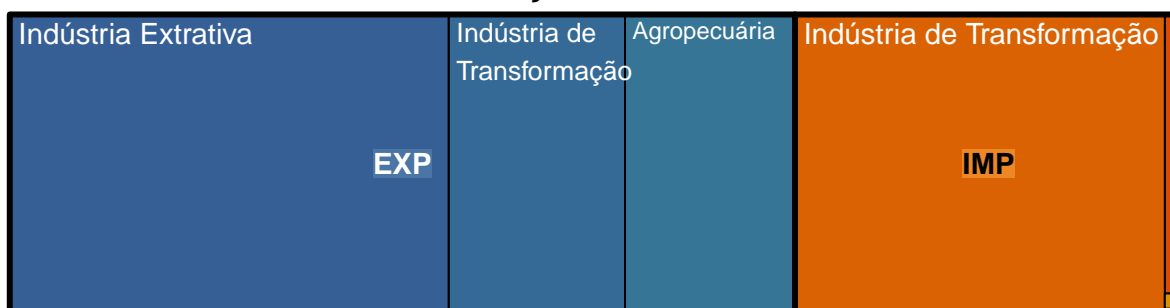 Indústria Extrativa
Indústria de
Transformação
Agropecuária
Indústria de Transformação
EXP
IMP